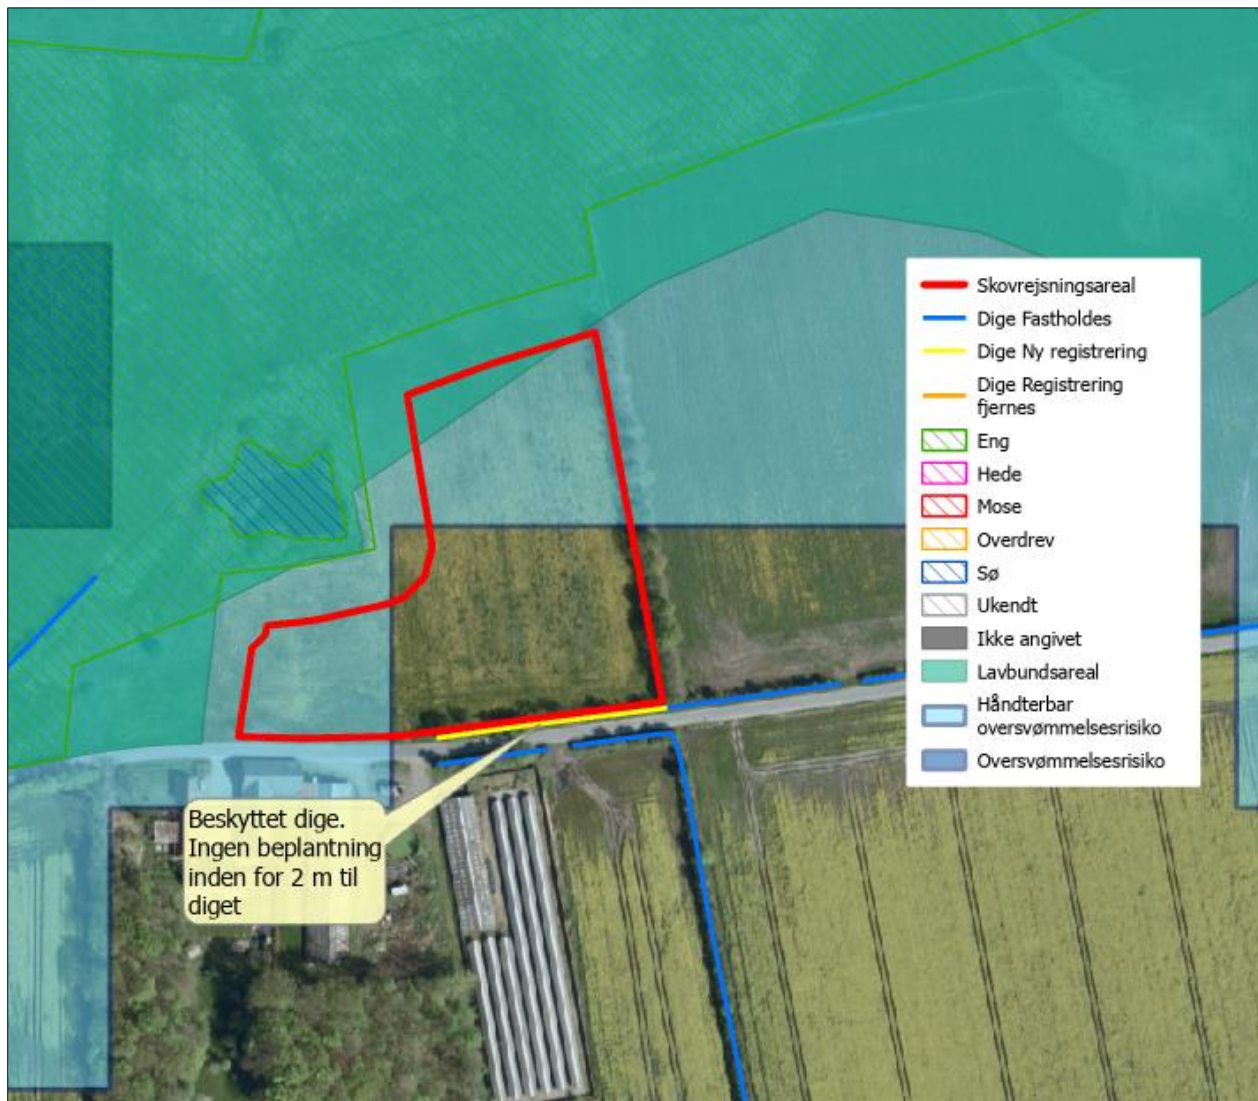 Skovrejsningsareal
Dige Fastholdes
Dige Ny registrering
Dige Registrering
fjernes
Eng
Hede
Mose
Overdrev
Sø
Ukendt
Ikke angivet
Lavbundsareal
Håndterbar
oversvømmelsesrisiko
Oversvømmelsesrisiko
Beskyttet dige.
Ingen beplantning
inden for 2 m til
diget